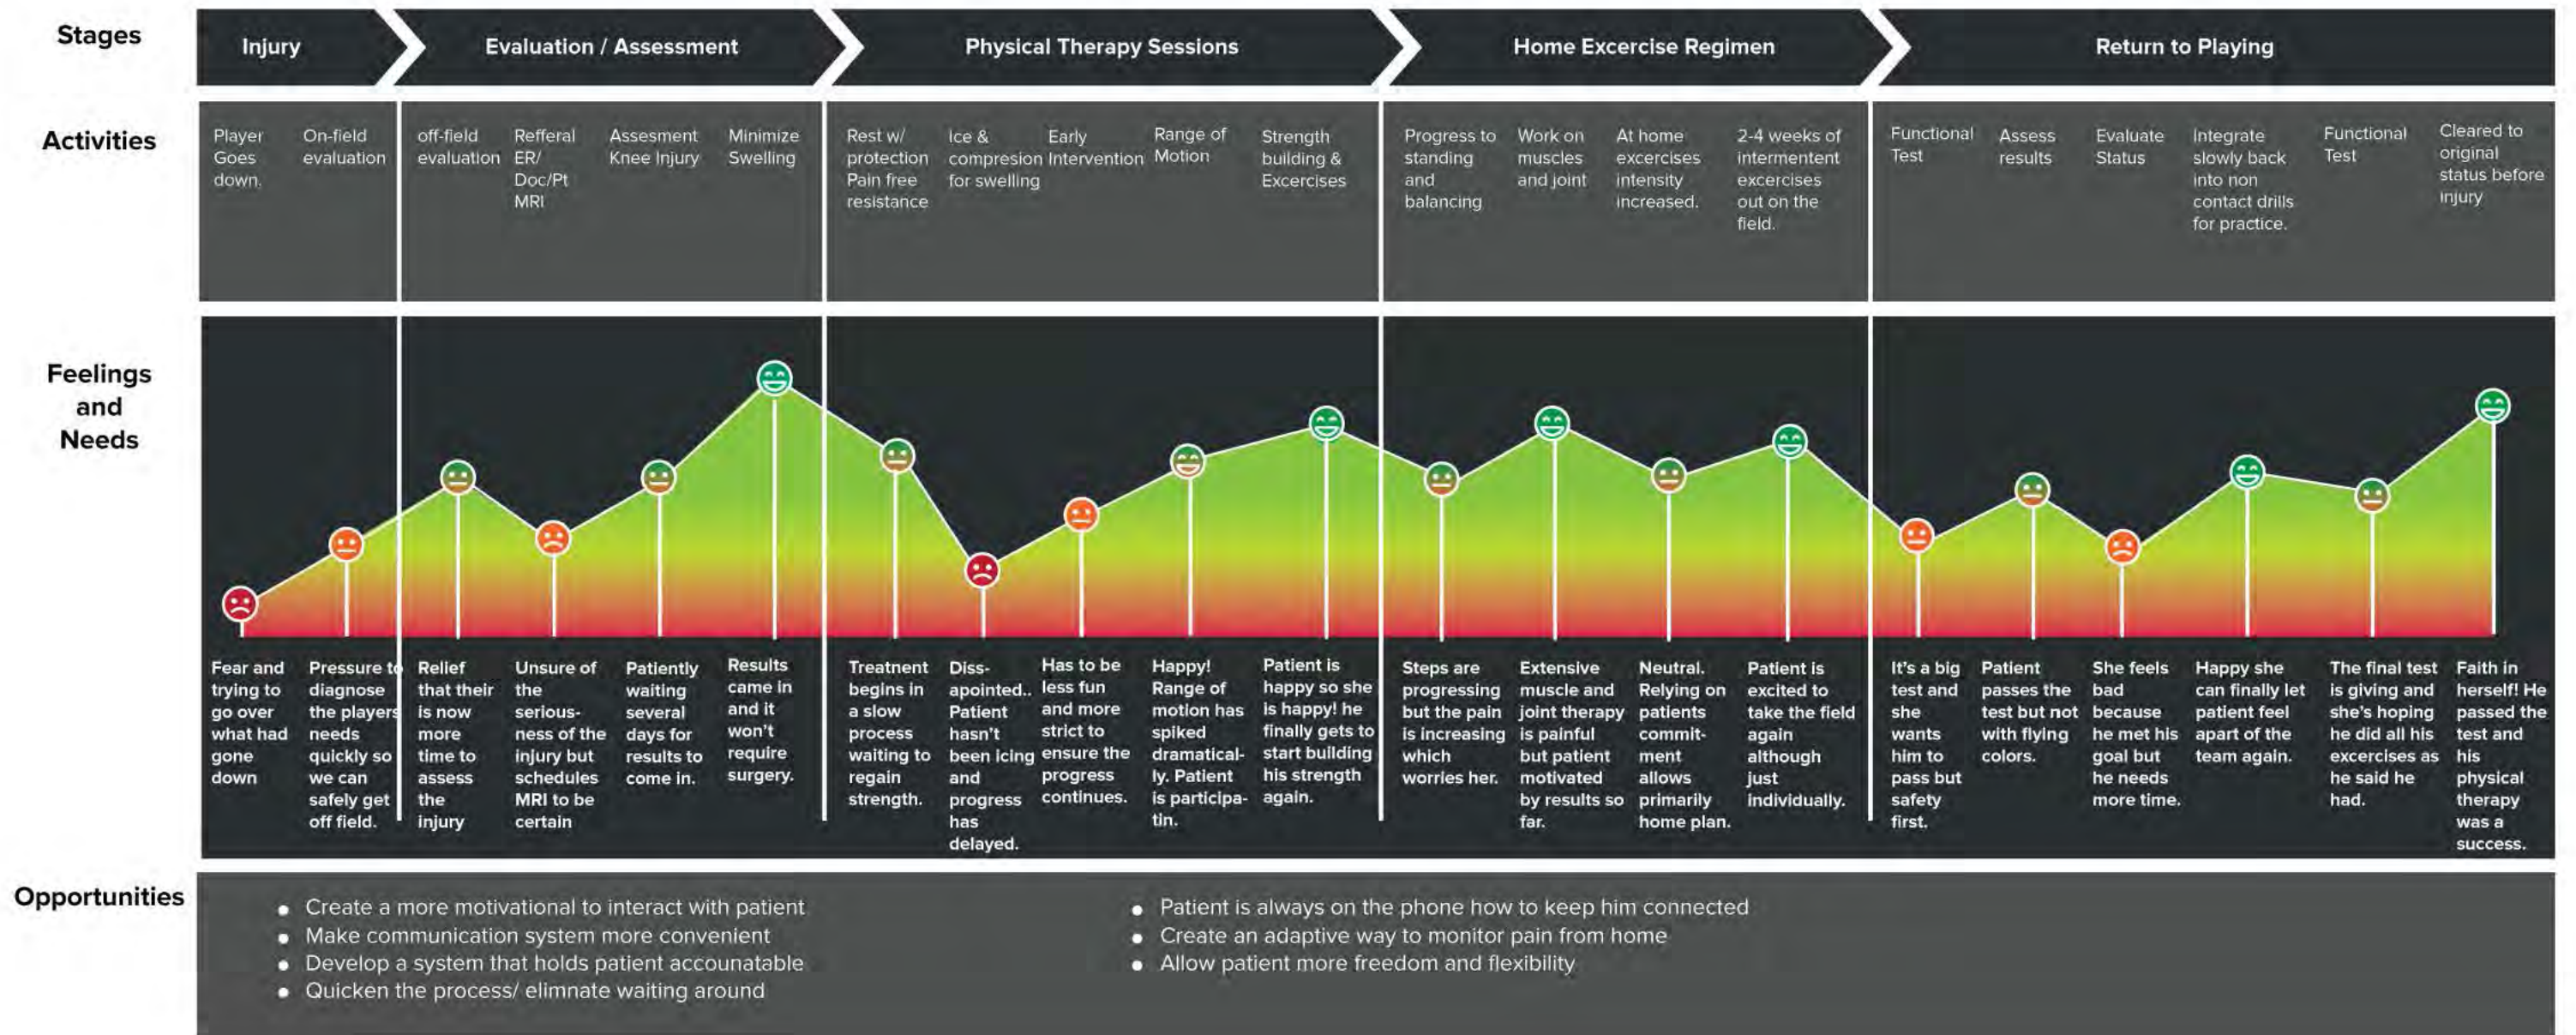 Stages
Injury
Evaluation / Assessment
Physical Therapy Sessions
Home Excercise Regimen
Return to Playing
Activities
Player
Goes
down.
On-field
evaluation
off-field
evaluation
Refferal
ER/
Doc/Pt
MRI
Assesment
Knee Injury
Minimize
Swelling
Rest w/
protection
Pain free
resistance
Ice &
compresion
for swelling
Early
Intervention
Range of
Motion
Strength
building &
Excercises
Progress to
standing
and
balancing
Work on
muscles
and joint
At home
excercises
intensity
increased.
2-4 weeks of
intermentent
excercises
out on the
field.
Functional
Test
Assess
results
Evaluate
Status
Integrate
slowly back
into non
contact drills
for practice.
Functional
Test
Cleared to
original
status before
injury
Feelings
and
Needs
Fear and
trying to
go over
what had
gone
down
Pressure to
diagnose
the players
needs
quickly so
we can
safely get
off field.
Relief
that their
is now
more
time to
assess
the
injury
Unsure of
the
serious-
ness of the
injury but
schedules
MRI to be
certain
Patiently
waiting
several
days for
results to
come in.
Results
came in
and it
won't
require
surgery.
Treatnent
begins in
a slow
process
waiting to
regain
strength.
Diss-
apointed..
Patient
hasn't
been icing
and
progress
has
delayed.
Has to be
less fun
and more
strict to
ensure the
progress
continues.
Happy!
Range of
motion has
spiked
dramatical-
ly. Patient
is participa-
tin.
Patient is
happy so she
is happy! he
finally gets to
start building
his strength
again.
Steps are
progressing
but the pain
is increasing
which
worries her.
Extensive
muscle and
joint therapy
is painful
but patient
motivated
by results so
far.
Neutral.
Relying on
patients
commit-
ment
allows
primarily
home plan.
Patient is
excited to
take the field
again
although
just
individually.
It's a big
test and
she
wants
him to
pass but
safety
first.
Patient
passes the
test but not
with flying
colors.
She feels
bad
because
he met his
goal but
he needs
more time.
Happy she
can finally let
patient feel
apart of the
team again.
The final test
is giving and
she's hoping
he did all his
excercises as
he said he
had.
Faith in
herself! He
passed the
test and
his
physical
therapy
was a
success.
Opportunities
Create a more motivational to interact with patient
Make communication system more convenient
Develop a system that holds patient accounatable
Quicken the process/ elimnate waiting around
Patient is always on the phone how to keep him connected
Create an adaptive way to monitor pain from home
Allow patient more freedom and flexibility